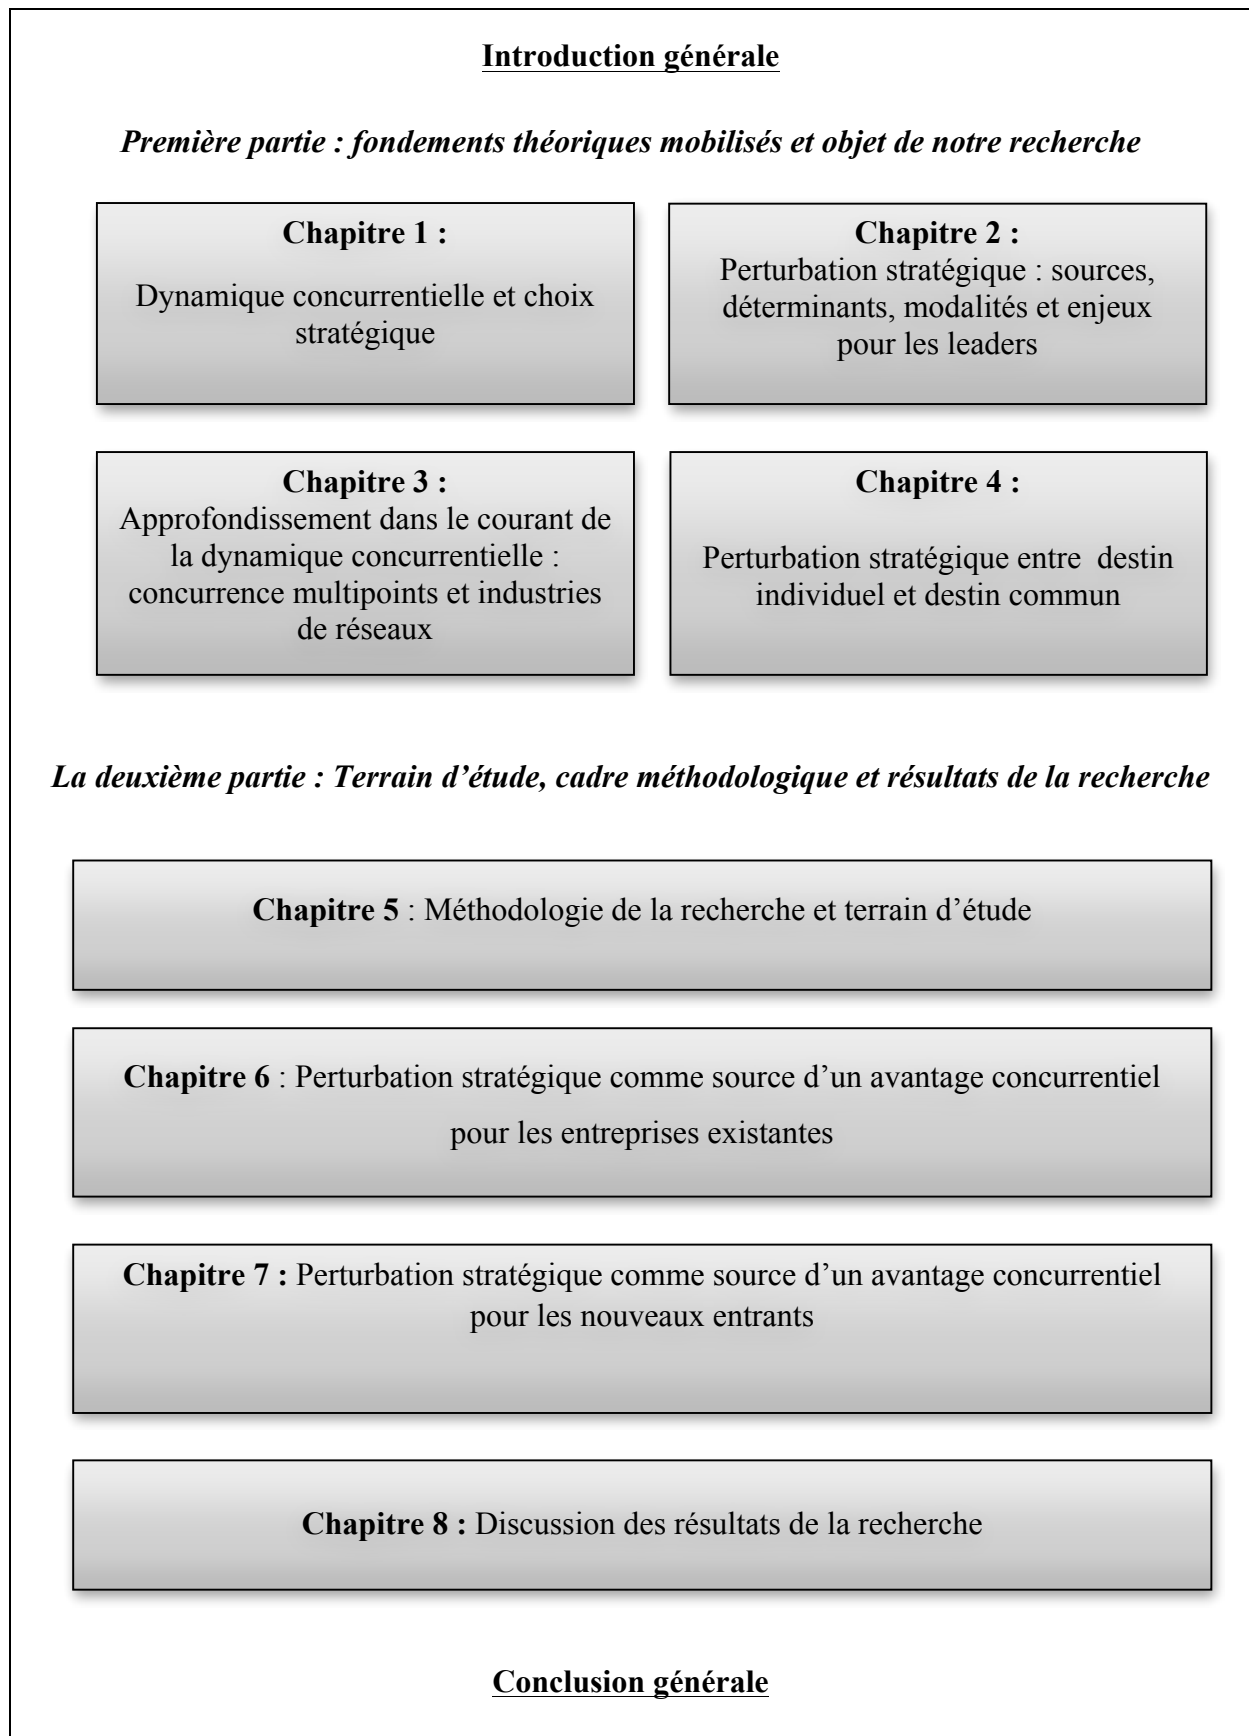 Introduction générale
Première partie : fondements théoriques mobilisés et objet de notre recherche
Chapitre 1 :
Dynamique concurrentielle et choix
stratégique
Chapitre 2 :
Perturbation stratégique : sources,
déterminants, modalités et enjeux
pour les leaders
Chapitre 3 :
Approfondissement dans le courant de
la dynamique concurrentielle :
concurrence multipoints et industries
de réseaux
Chapitre 4 :
Perturbation stratégique entre destin
individuel et destin commun
La deuxième partie : Terrain d’étude, cadre méthodologique et résultats de la recherche
Chapitre 5 : Méthodologie de la recherche et terrain d’étude
Chapitre 6 : Perturbation stratégique comme source d’un avantage concurrentiel
pour les entreprises existantes
Chapitre 7 : Perturbation stratégique comme source d’un avantage concurrentiel
pour les nouveaux entrants
Chapitre 8 : Discussion des résultats de la recherche
Conclusion générale